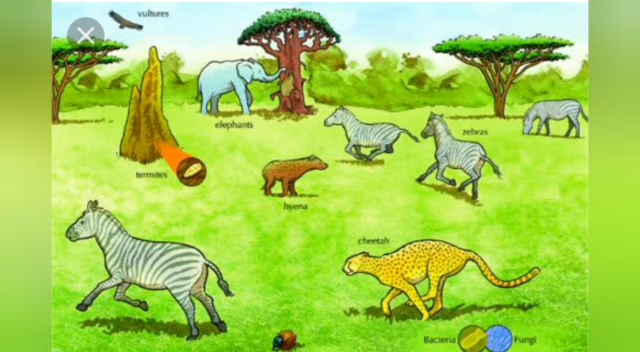 vultures
elephants
zebras
termites
hyena
cheetah
Bacteria
Fungi